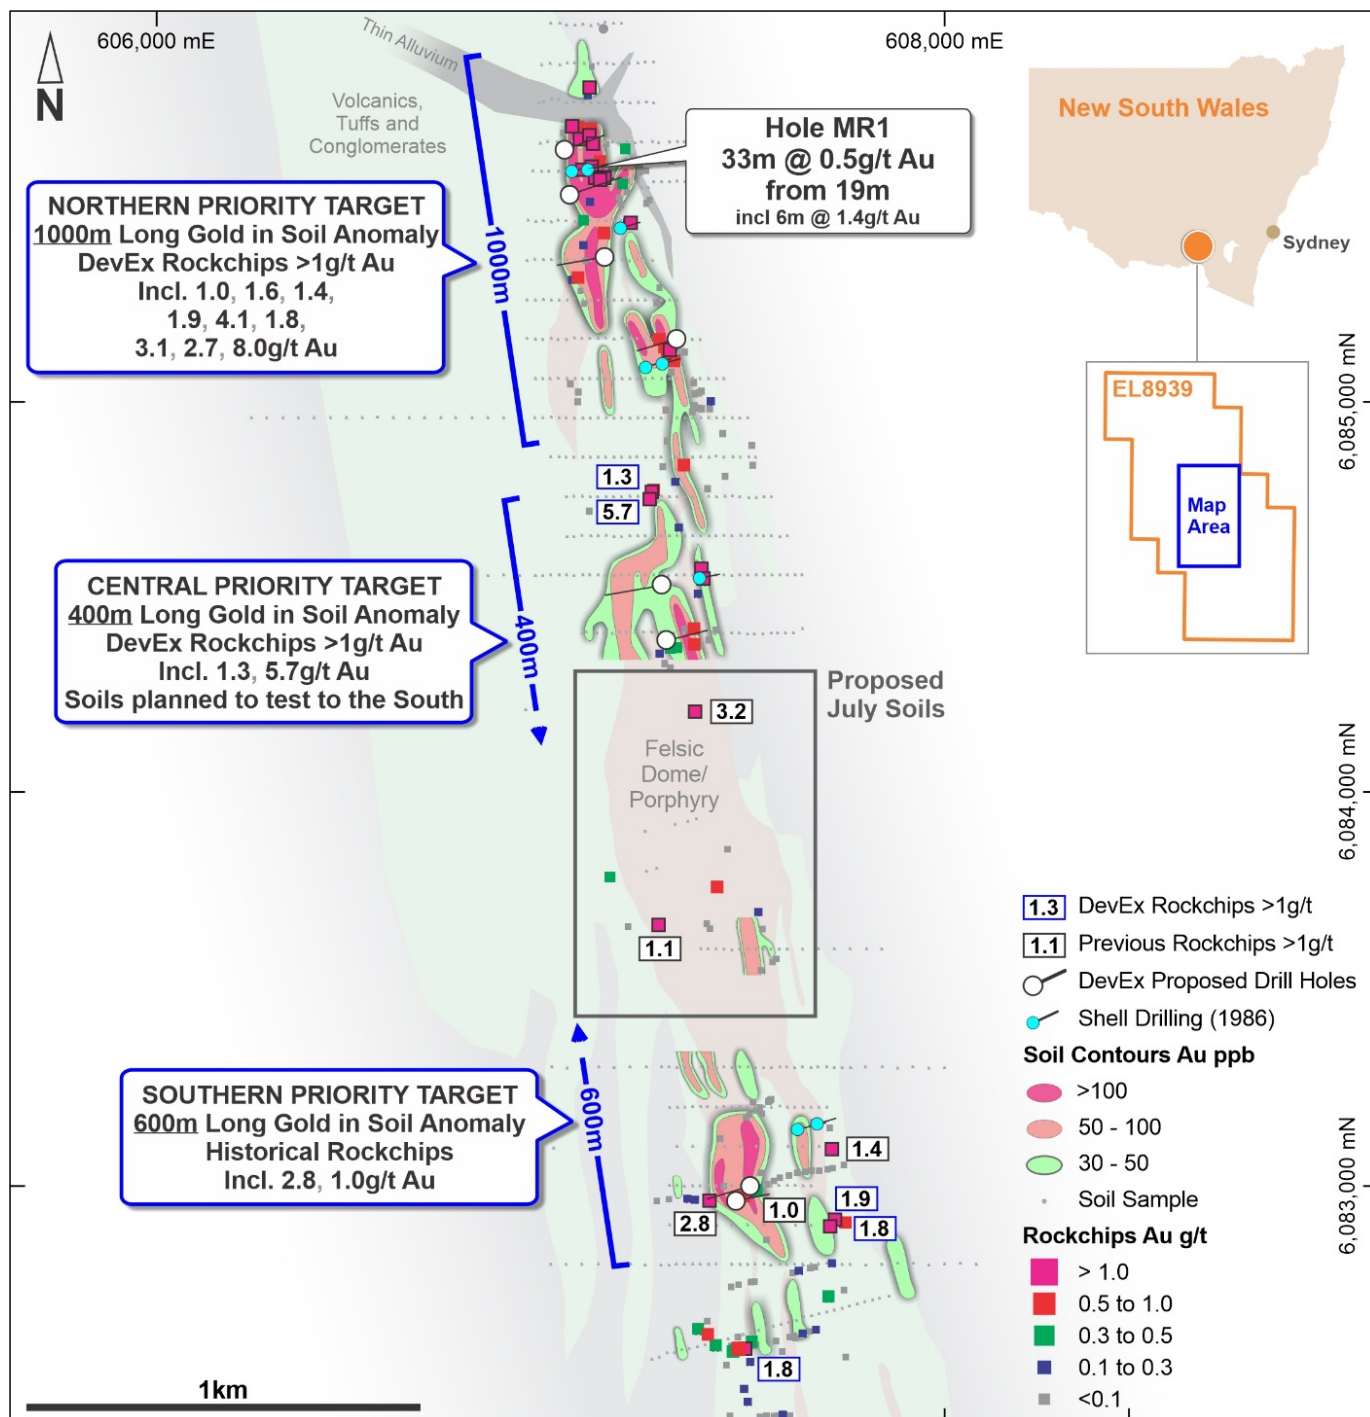 606,000 mE
608,000 mE
N
Thin Alluvium
Volcanics,
Tuffs and
Conglomerates
Hole MR1
33m @ 0.5g/t Au
from 19m
incl 6m @ 1.4g/t Au
New South Wales
Sydney
NORTHERN PRIORITY TARGET
1000m Long Gold in Soil Anomaly
DevEx Rockchips >1g/t Au
Incl. 1.0, 1.6, 1.4,
1.9, 4.1, 1.8,
3.1, 2.7, 8.0g/t Au
1000m
6,085,000 mN
EL8939
Map
Area
1.3
5.7
CENTRAL PRIORITY TARGET
400m Long Gold in Soil Anomaly
DevEx Rockchips >1g/t Au
Incl. 1.3, 5.7g/t Au
Soils planned to test to the South
400m
Proposed
July Soils
3.2
Felsic
Dome/
Porphyry
6,084,000 mN
1.1
SOUTHERN PRIORITY TARGET
600m Long Gold in Soil Anomaly
Historical Rockchips
Incl. 2.8, 1.0g/t Au
600m
1.4
1.9
1.0
2.8
1.8
6,083,000 mN
1.8
1.3 DevEx Rockchips >1g/t
1.1 Previous Rockchips >1g/t
DevEx Proposed Drill Holes
Shell Drilling (1986)
Soil Contours Au ppb
>100
50 - 100
30 - 50
Soil Sample
Rockchips Au g/t
> 1.0
0.5 to 1.0
0.3 to 0.5
0.1 to 0.3
<0.1
1km